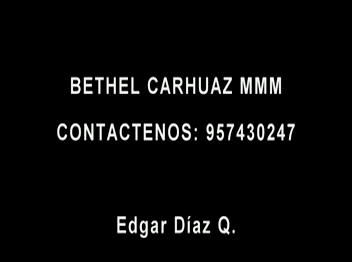 BETHEL CARHUAZ MMM
CONTACTENOS: 957430247
Edgar Díaz Q.